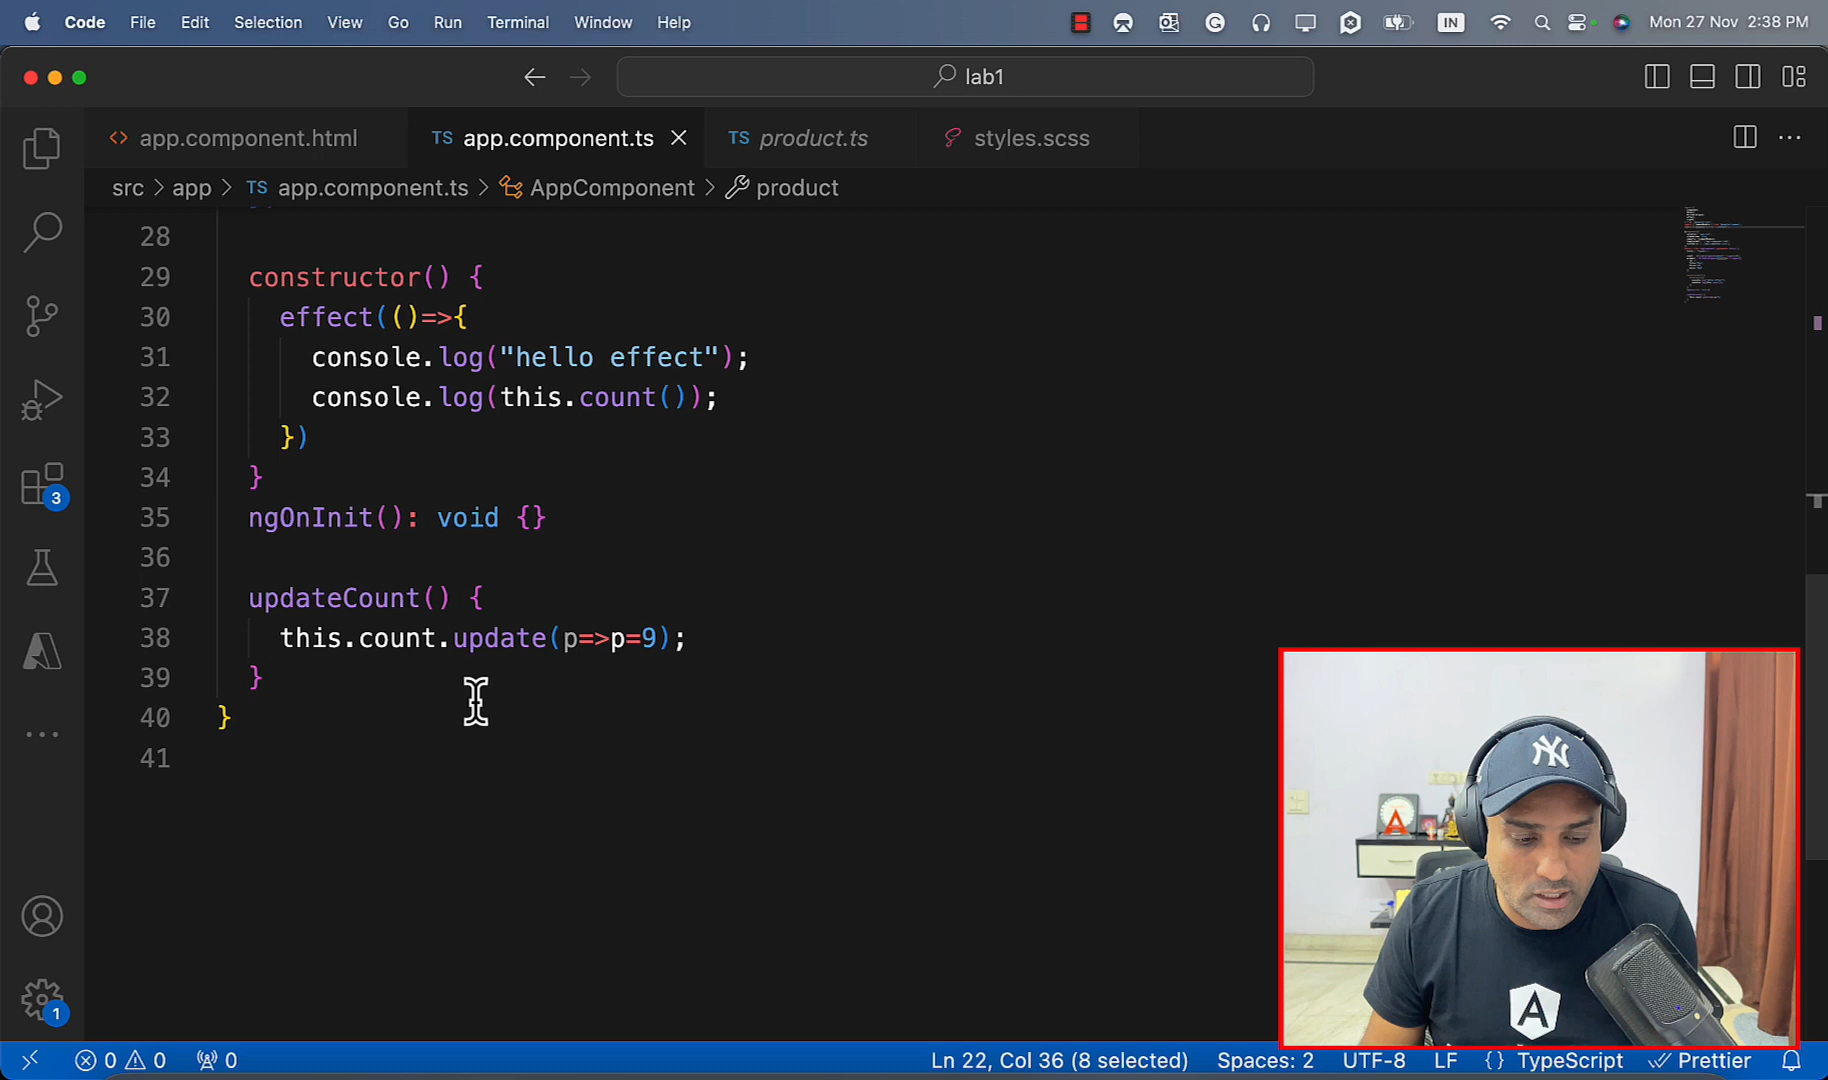 Code File Edit Selection View Go Run Terminal Window Help IN Mon 27 Nov 2:38 PM
lab1
app.component.html TS app.component.ts TS product.ts styles.scss
src > app > TS app.component.ts > AppComponent > product
28
29 constructor() {
30 effect(()=>{
31 console.log("hello effect");
32 console.log(this.count());
33 })
34 }
35 ngOnInit(): void {}
36
37 updateCount() {
38 this.count.update(p=>p=9);
39 }
40 }
41
3
1
NY
A
0 0 0 Ln 22, Col 36 (8 selected) Spaces: 2 UTF-8 LF {} TypeScript Prettier